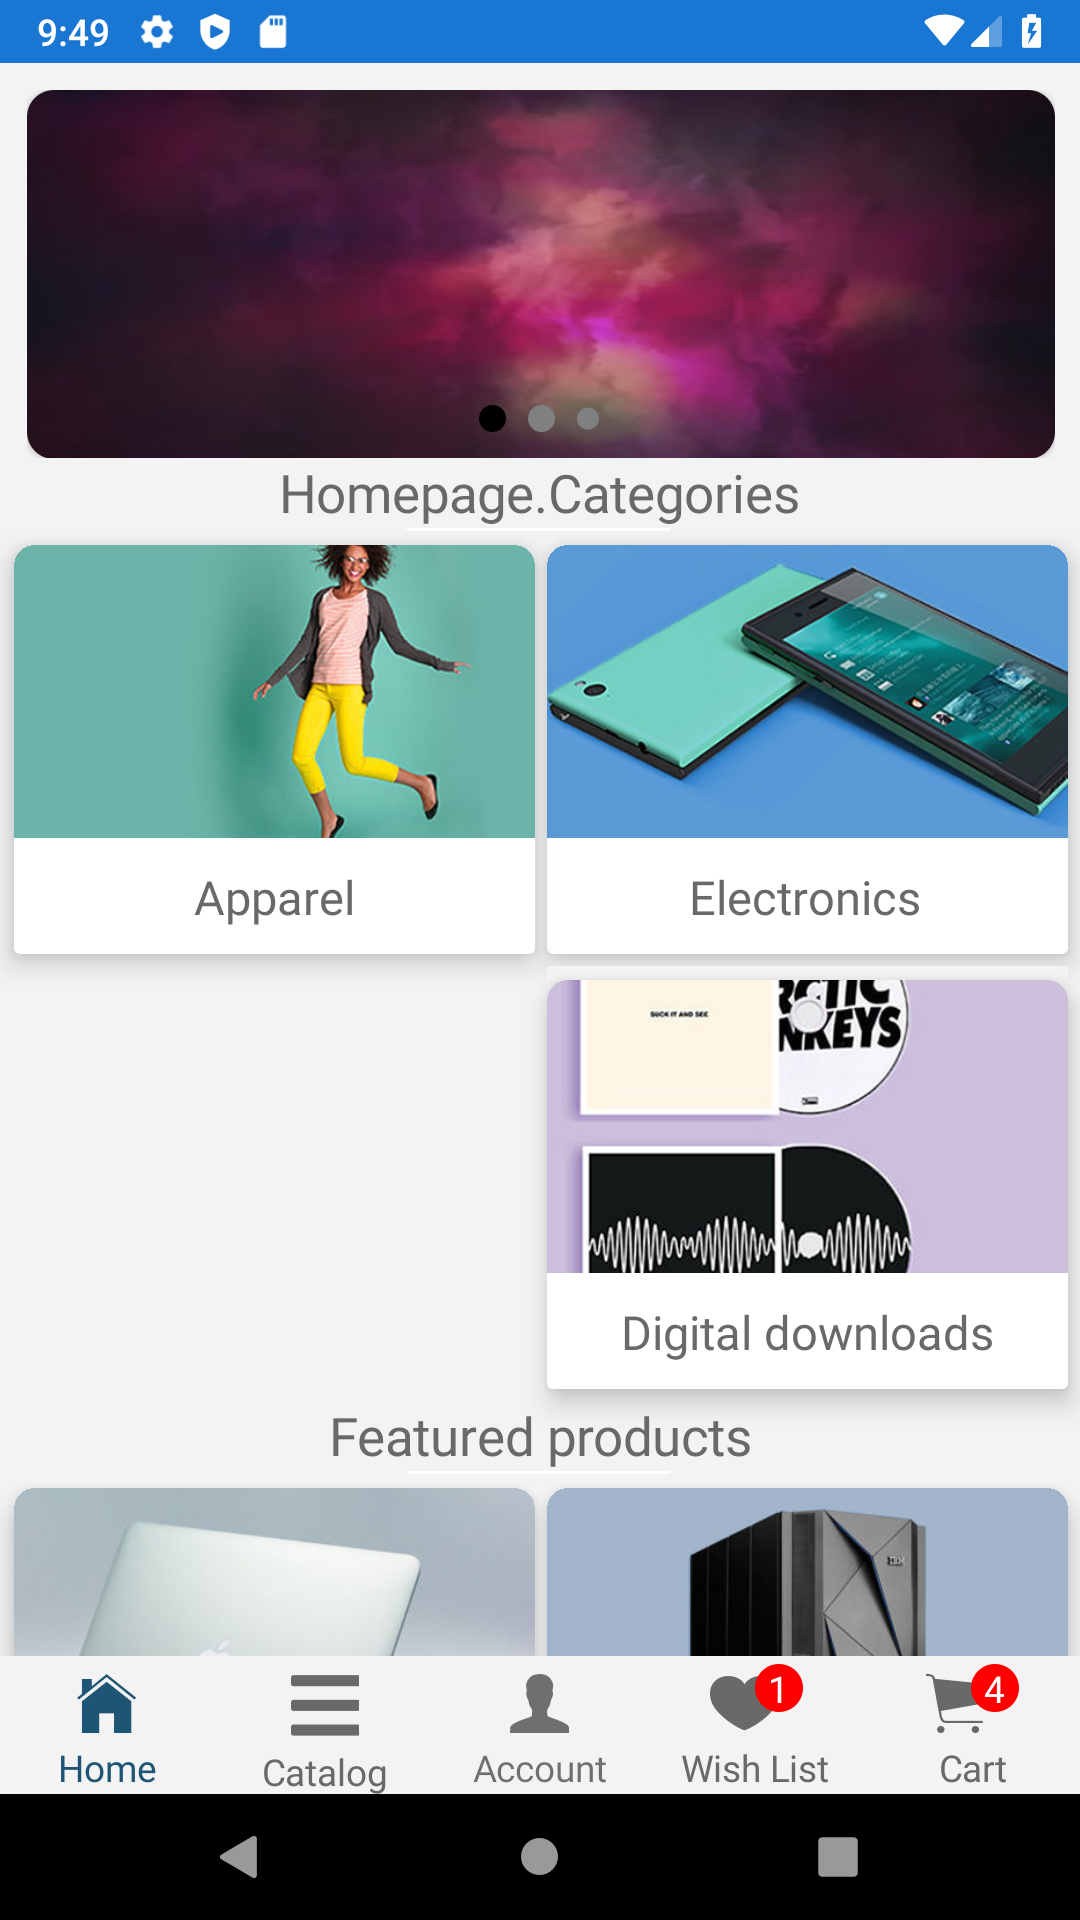 9:49
Homepage.Categories
Apparel
Electronics
SUCK IT AND SEE
Digital downloads
Featured products
IBM
1
4
Home
Catalog
Account
Wish List
Cart